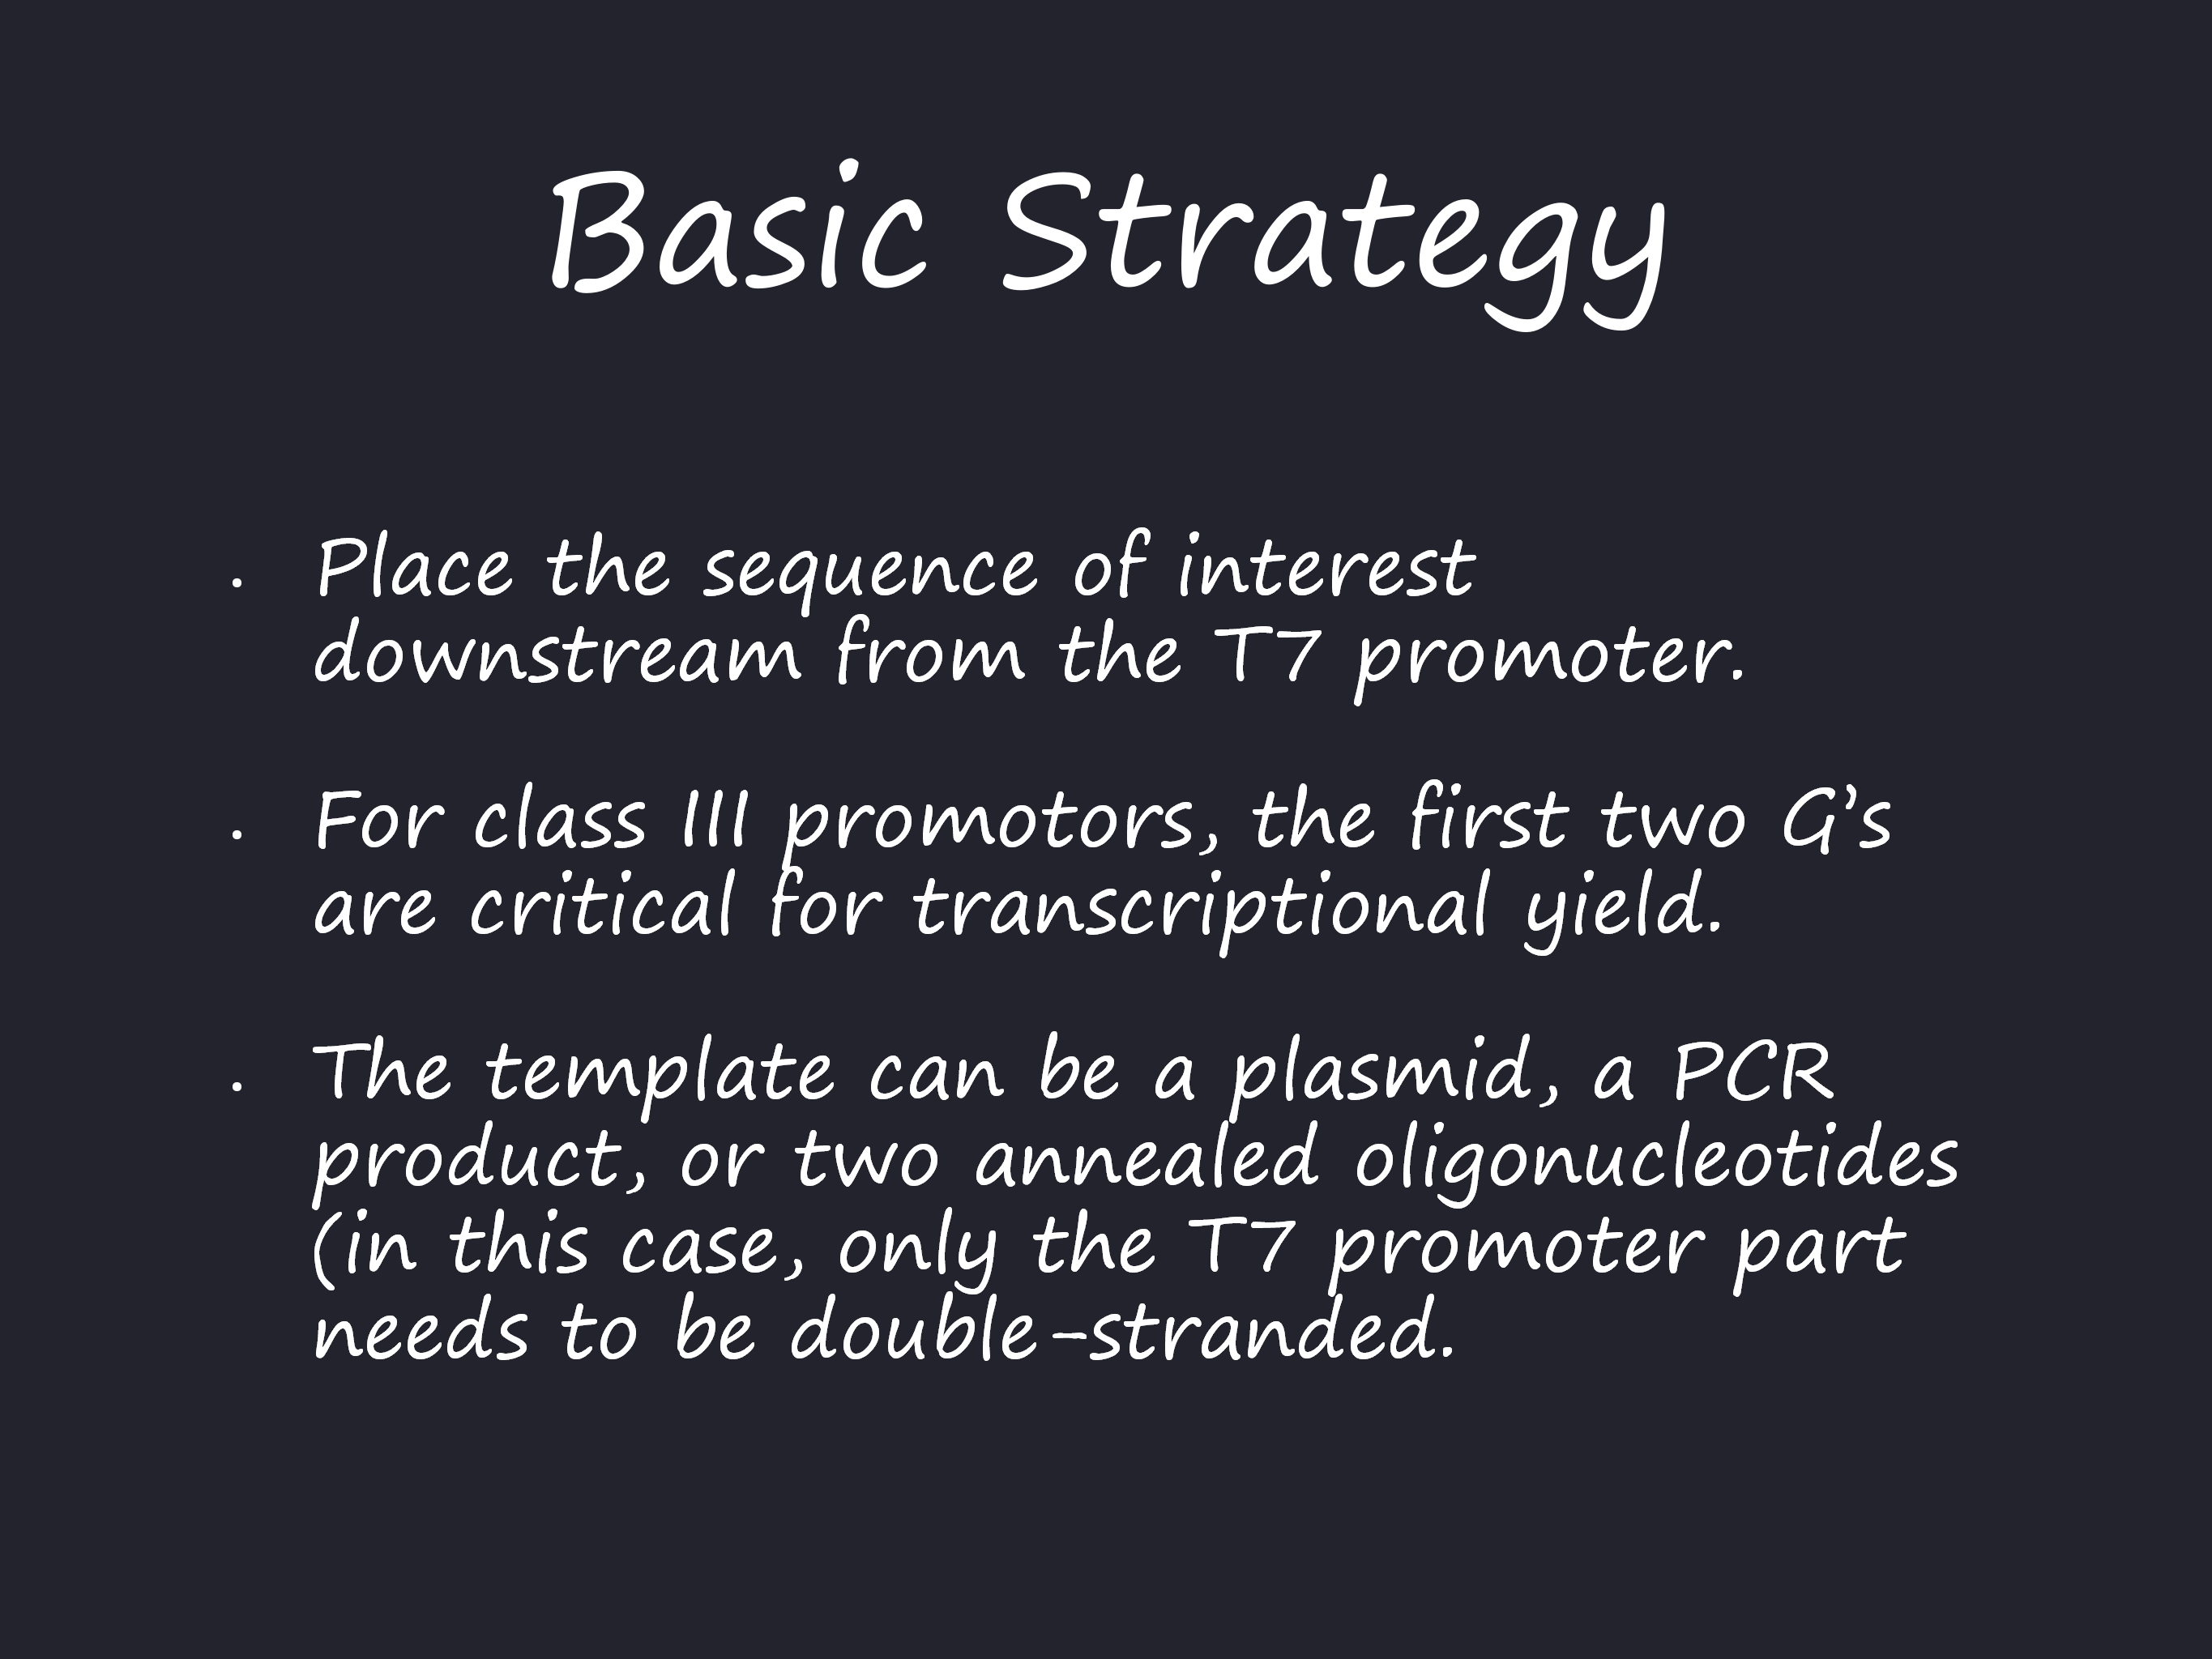 Basic Strategy
• Place the sequence of interest
downstream from the T7 promoter.
• For class III promotors, the first two G's
are critical for transcriptional yield.
• The template can be a plasmid, a PCR
product, or two annealed oligonucleotides
(in this case, only the T7 promoter part
needs to be double-stranded.